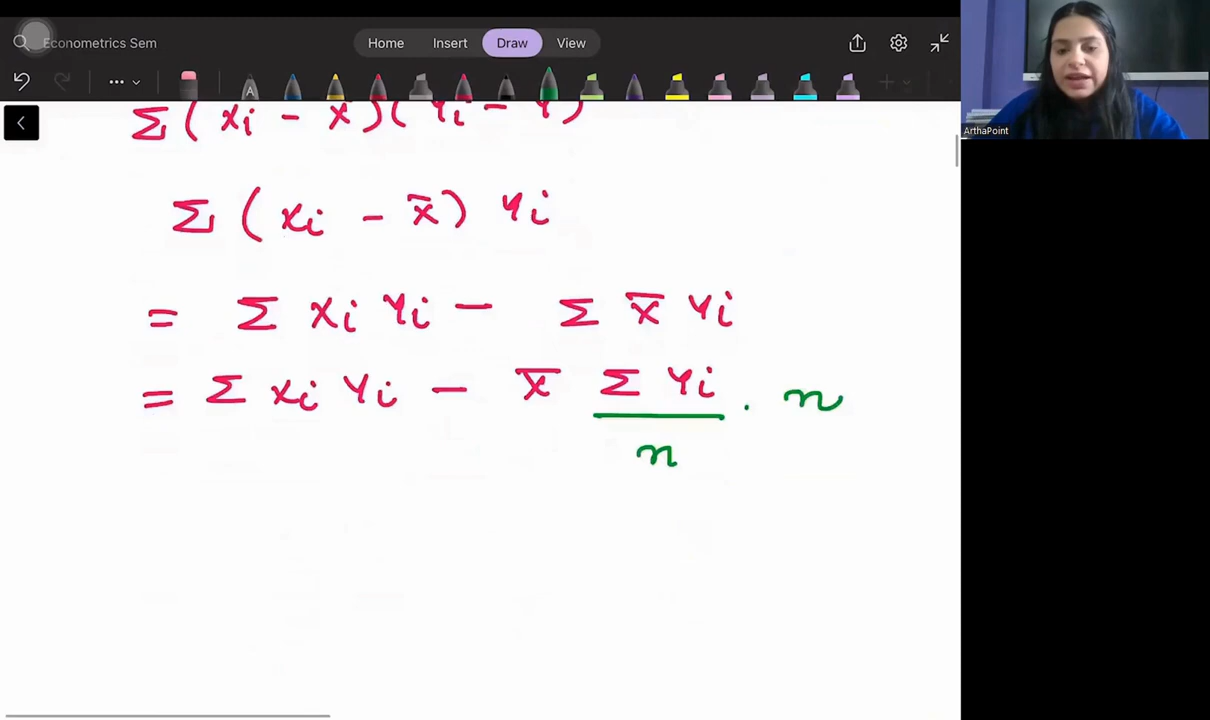 Econometrics Sem
Home Insert Draw View
A
ArthaPoint
Σ(xi - x̄)(Yi - Ȳ)
Σ(xi - x̄) Yi
= Σ xi Yi - Σ x̄ Yi
= Σ xi Yi - x̄ Σ Yi . n
n